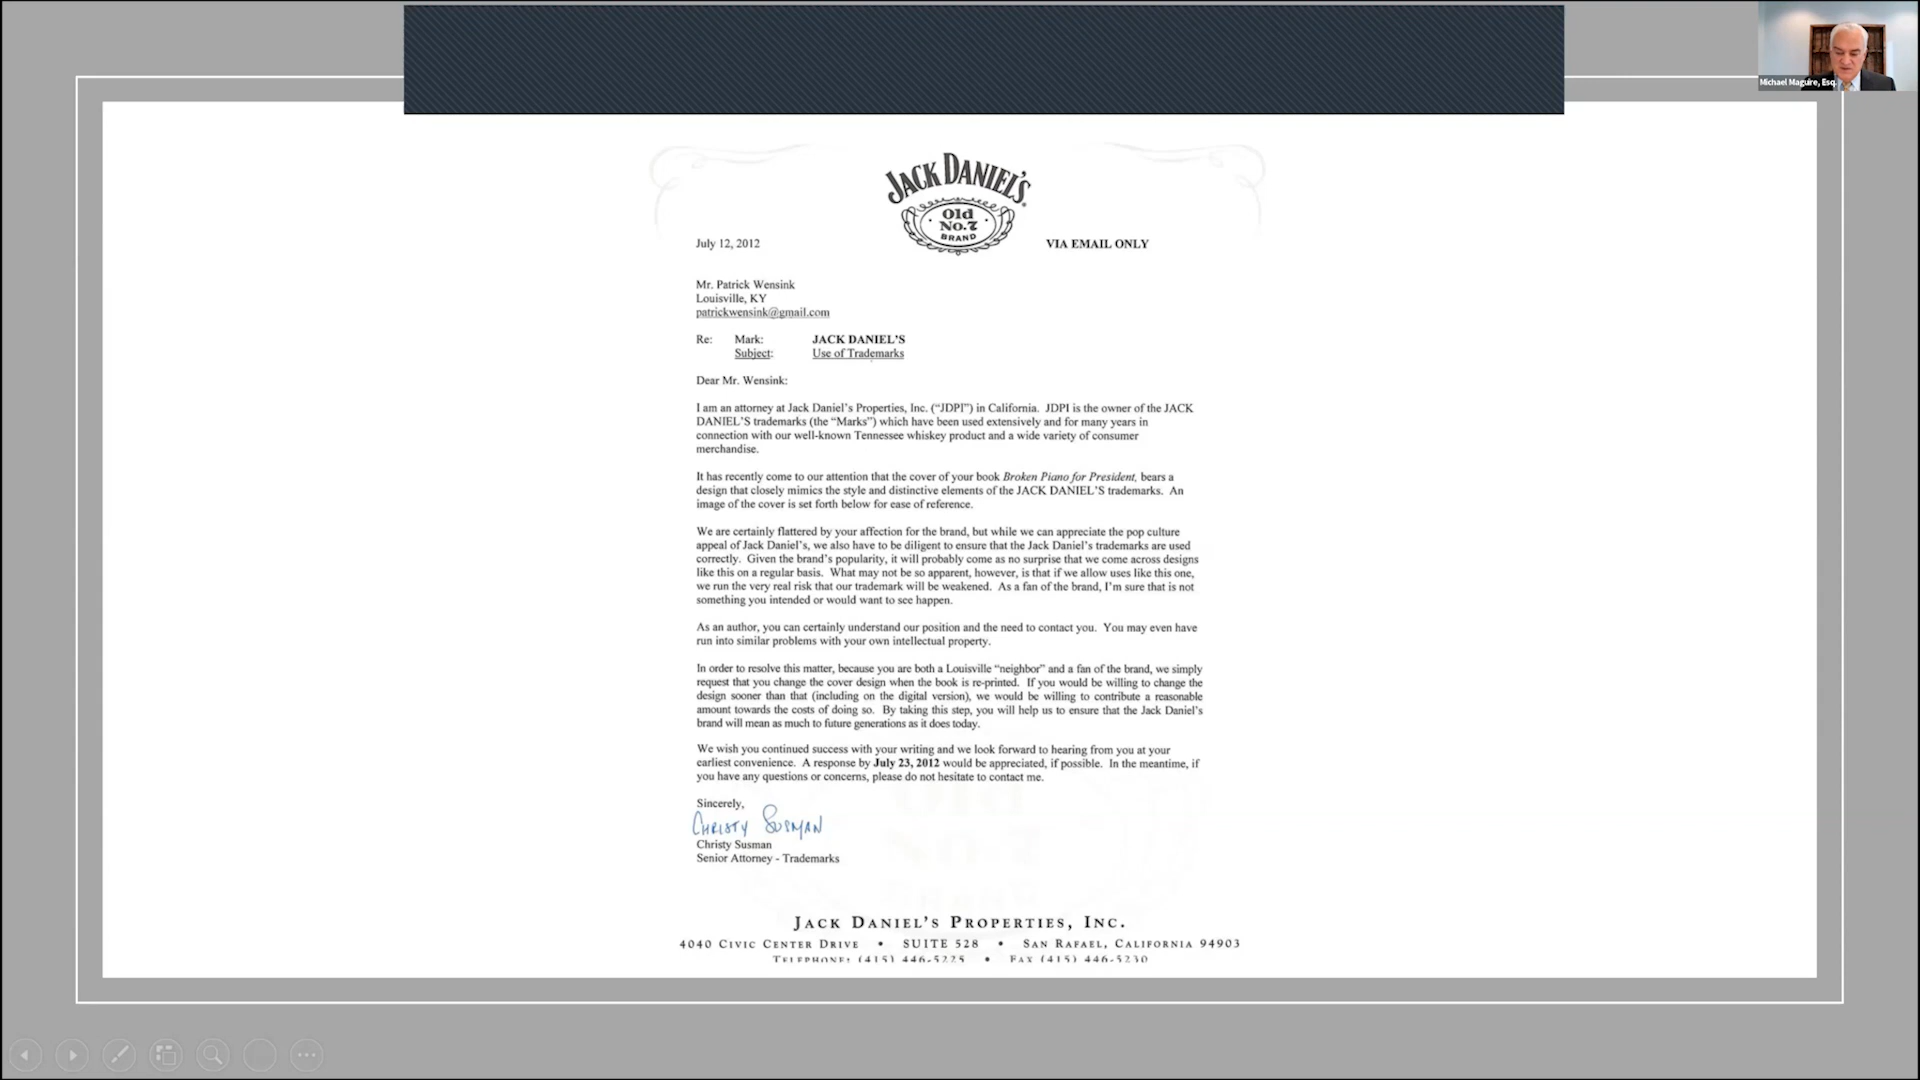 Michael Maguire, Esq.
JACK DANIEL'S
Old
No.7
BRAND
July 12, 2012
VIA EMAIL ONLY
Mr. Patrick Wensink
Louisville, KY
patrickwensink@gmail.com
Re: Mark: JACK DANIEL'S
Subject: Use of Trademarks
Dear Mr. Wensink:
I am an attorney at Jack Daniel's Properties, Inc. ("JDPI") in California. JDPI is the owner of the JACK
DANIEL'S trademarks (the "Marks") which have been used extensively and for many years in
connection with our well-known Tennessee whiskey product and a wide variety of consumer
merchandise.
It has recently come to our attention that the cover of your book Broken Piano for President, bears a
design that closely mimics the style and distinctive elements of the JACK DANIEL'S trademarks. An
image of the cover is set forth below for ease of reference.
We are certainly flattered by your affection for the brand, but while we can appreciate the pop culture
appeal of Jack Daniel's, we also have to be diligent to ensure that the Jack Daniel's trademarks are used
correctly. Given the brand's popularity, it will probably come as no surprise that we come across designs
like this on a regular basis. What may not be so apparent, however, is that if we allow uses like this one,
we run the very real risk that our trademark will be weakened. As a fan of the brand, I'm sure that is not
something you intended or would want to see happen.
As an author, you can certainly understand our position and the need to contact you. You may even have
run into similar problems with your own intellectual property.
In order to resolve this matter, because you are both a Louisville "neighbor" and a fan of the brand, we simply
request that you change the cover design when the book is re-printed. If you would be willing to change the
design sooner than that (including on the digital version), we would be willing to contribute a reasonable
amount towards the costs of doing so. By taking this step, you will help us to ensure that the Jack Daniel's
brand will mean as much to future generations as it does today.
We wish you continued success with your writing and we look forward to hearing from you at your
earliest convenience. A response by July 23, 2012 would be appreciated, if possible. In the meantime, if
you have any questions or concerns, please do not hesitate to contact me.
Sincerely,
Christy Susman
Christy Susman
Senior Attorney - Trademarks
JACK DANIEL'S PROPERTIES, INC.
4040 CIVIC CENTER DRIVE • SUITE 528 • SAN RAFAEL, CALIFORNIA 94903
TELEPHONE: (415) 446-5225 • FAX (415) 446-5230